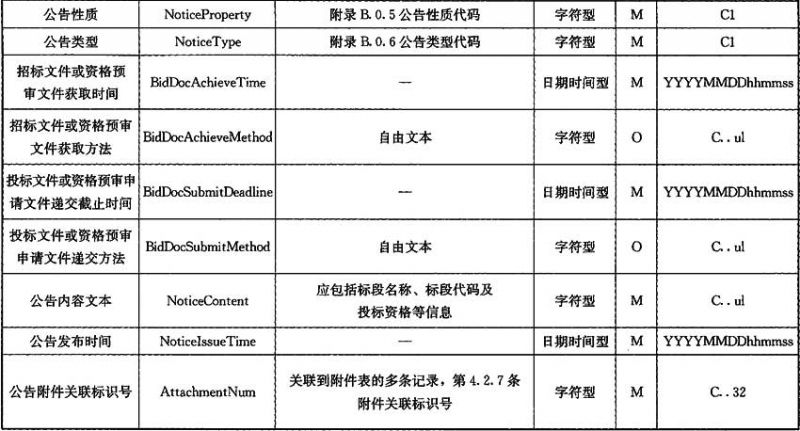 公告性质 NoticeProperty 附录 B.0.5 公告性质代码 字符型 M C1
公告类型 NoticeType 附录 B.0.6 公告类型代码 字符型 M C1
招标文件或资格预
审文件获取时间 BidDocAchieveTime — 日期时间型 M YYYYMMDDhhmmss
招标文件或资格预审
文件获取方法 BidDocAchieveMethod 自由文本 字符型 O C..ul
投标文件或资格预审申
请文件递交截止时间 BidDocSubmitDeadline — 日期时间型 M YYYYMMDDhhmmss
投标文件或资格预审
申请文件递交方法 BidDocSubmitMethod 自由文本 字符型 O C..ul
公告内容文本 NoticeContent 应包括标段名称、标段代码及
投标资格等信息 字符型 M C..ul
公告发布时间 NoticeIssueTime — 日期时间型 M YYYYMMDDhhmmss
公告附件关联标识号 AttachmentNum 关联到附件表的多条记录，第 4.2.7 条
附件关联标识号 字符型 M C..32